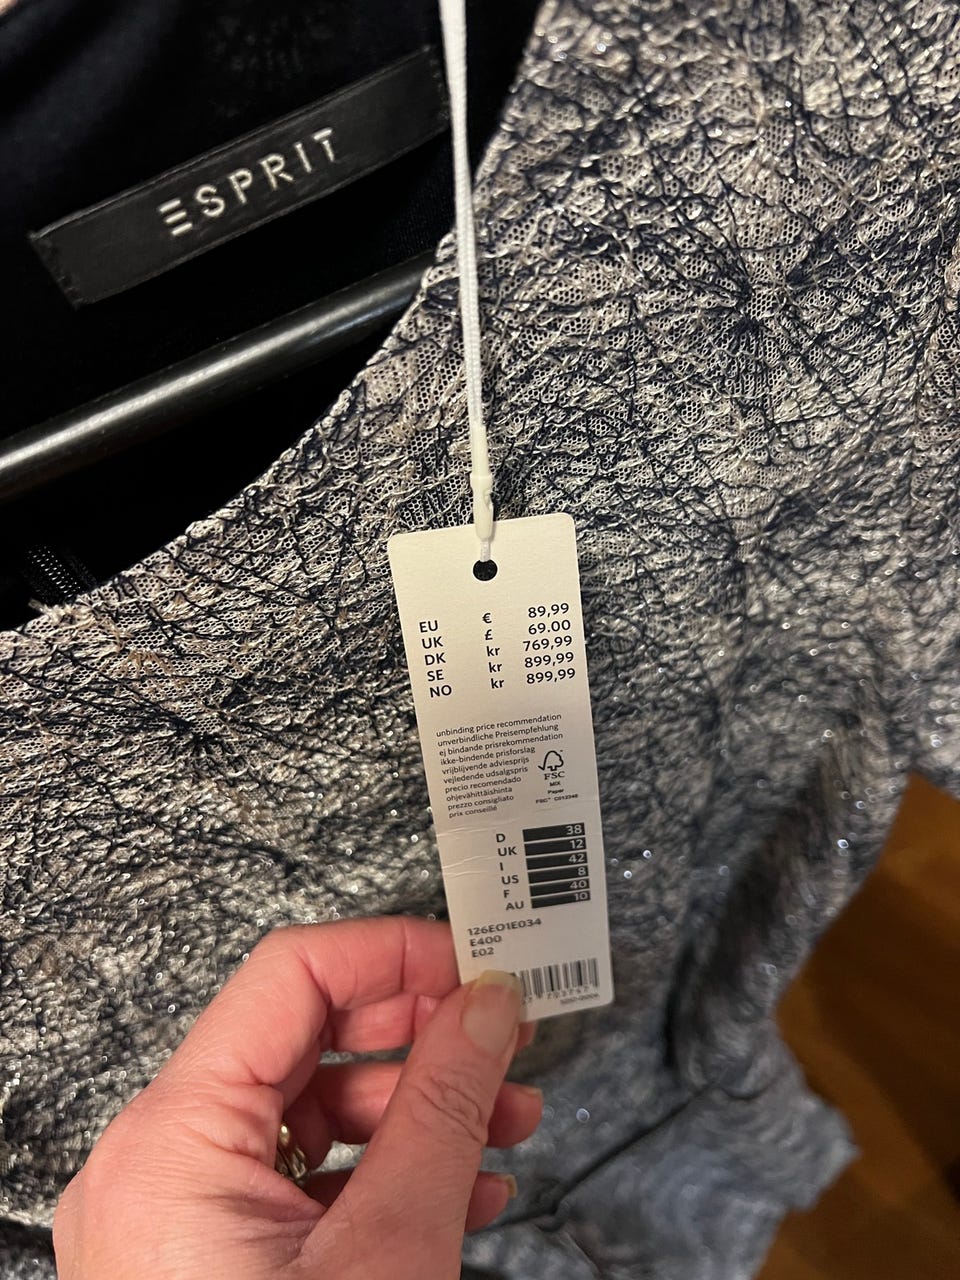 ESPRIT
EU € 89,99
UK £ 69.00
DK kr 769,99
SE kr 899,99
NO kr 899,99
unbinding price recommendation
unverbindliche Preisempfehlung
ej bindande prisrekommendation
ikke-bindende prisforslag
vrijblijvende adviesprijs
vejledende udsalgspris
precio recomendado
ohjevähittäishinta
prezzo consigliato
prix conseillé
FSC
MIX
Paper
D 38
UK 12
I 42
US 8
F 40
AU 10
126EO1E034
E400
E02